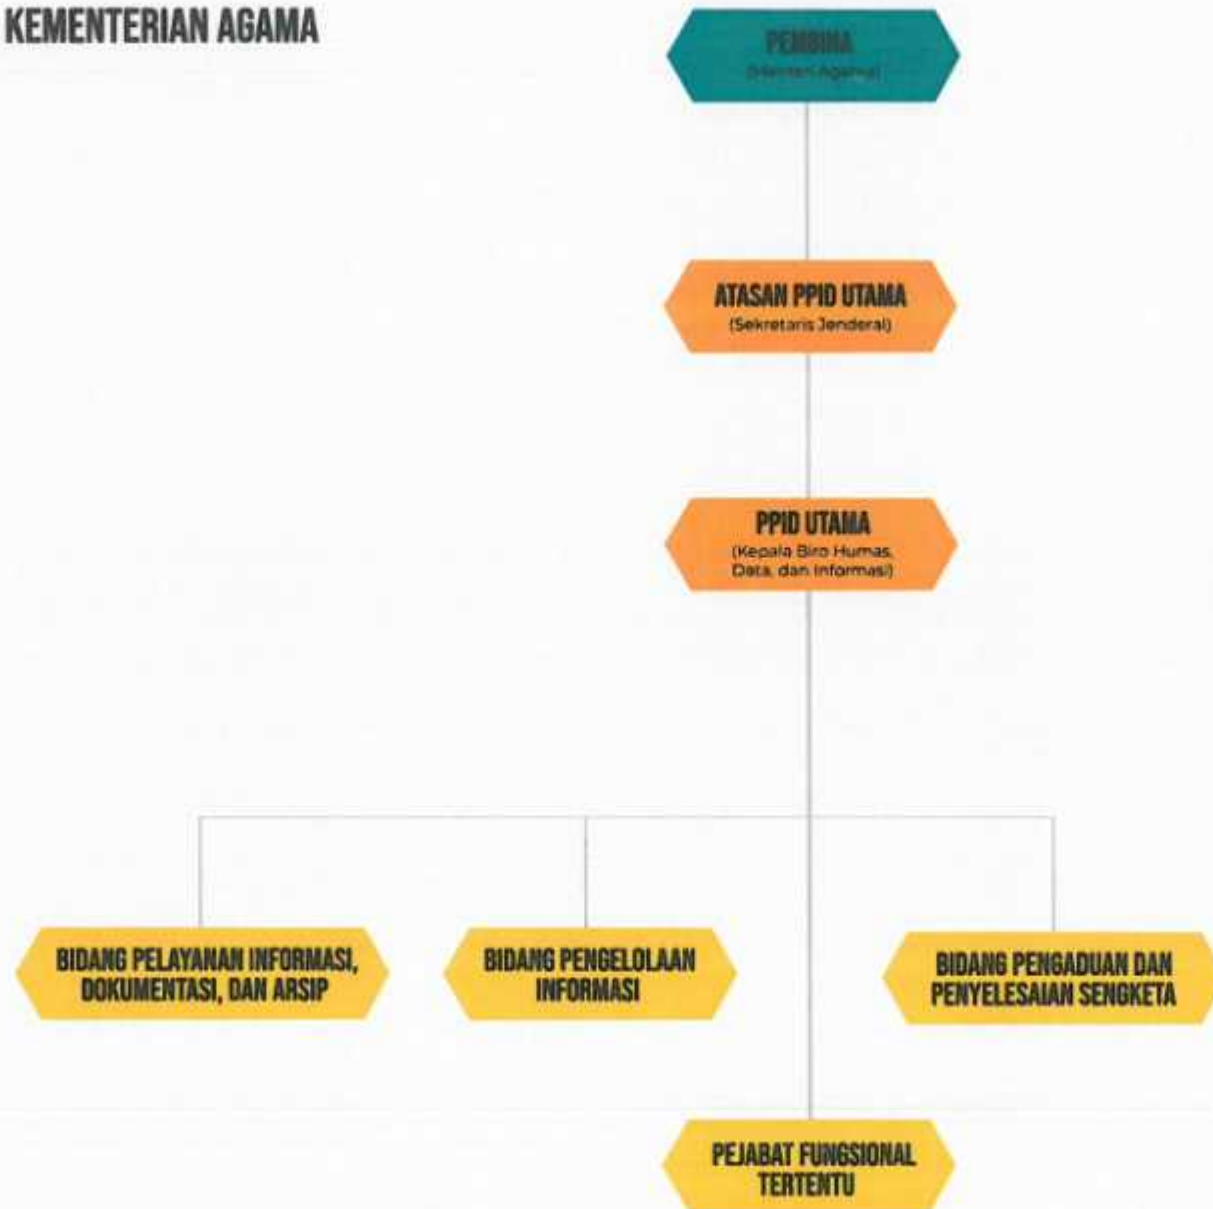 KEMENTERIAN AGAMA
PEMBINA
(Menteri Agama)
ATASAN PPID UTAMA
(Sekretaris Jenderal)
PPID UTAMA
(Kepala Biro Humas,
Data, dan Informasi)
BIDANG PELAYANAN INFORMASI,
DOKUMENTASI, DAN ARSIP
BIDANG PENGELOLAAN
INFORMASI
BIDANG PENGADUAN DAN
PENYELESAIAN SENGKETA
PEJABAT FUNGSIONAL
TERTENTU